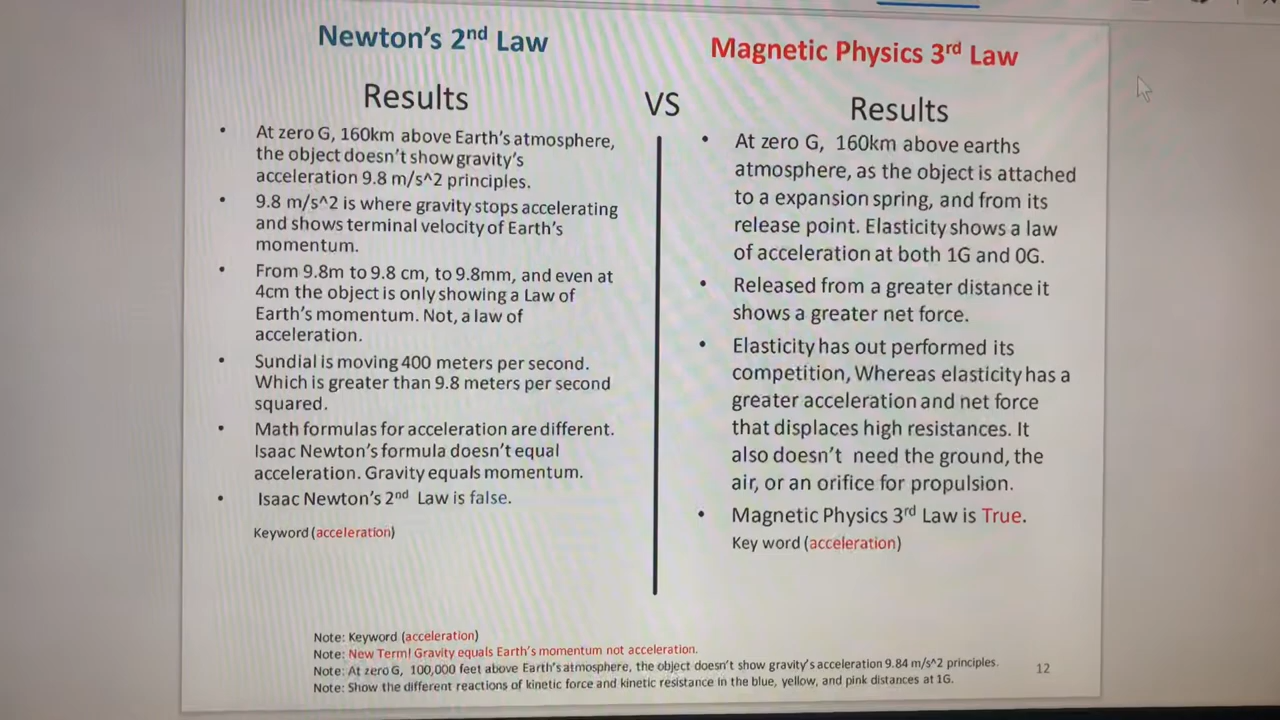 Newton's 2nd Law
Results
At zero G, 160km above Earth's atmosphere,
the object doesn't show gravity's
acceleration 9.8 m/s^2 principles.
9.8 m/s^2 is where gravity stops accelerating
and shows terminal velocity of Earth's
momentum.
From 9.8m to 9.8 cm, to 9.8mm, and even at
4cm the object is only showing a Law of
Earth's momentum. Not, a law of
acceleration.
Sundial is moving 400 meters per second.
Which is greater than 9.8 meters per second
squared.
Math formulas for acceleration are different.
Isaac Newton's formula doesn't equal
acceleration. Gravity equals momentum.
Isaac Newton's 2nd Law is false.
Keyword (acceleration)
VS
Magnetic Physics 3rd Law
Results
At zero G, 160km above earths
atmosphere, as the object is attached
to a expansion spring, and from its
release point. Elasticity shows a law
of acceleration at both 1G and 0G.
Released from a greater distance it
shows a greater net force.
Elasticity has out performed its
competition, Whereas elasticity has a
greater acceleration and net force
that displaces high resistances. It
also doesn't need the ground, the
air, or an orifice for propulsion.
Magnetic Physics 3rd Law is True.
Key word (acceleration)
Note: Keyword (acceleration)
Note: New Term! Gravity equals Earth's momentum not acceleration.
Note: At zero G, 100,000 feet above Earth's atmosphere, the object doesn't show gravity's acceleration 9.84 m/s^2 principles.
Note: Show the different reactions of kinetic force and kinetic resistance in the blue, yellow, and pink distances at 1G.
12